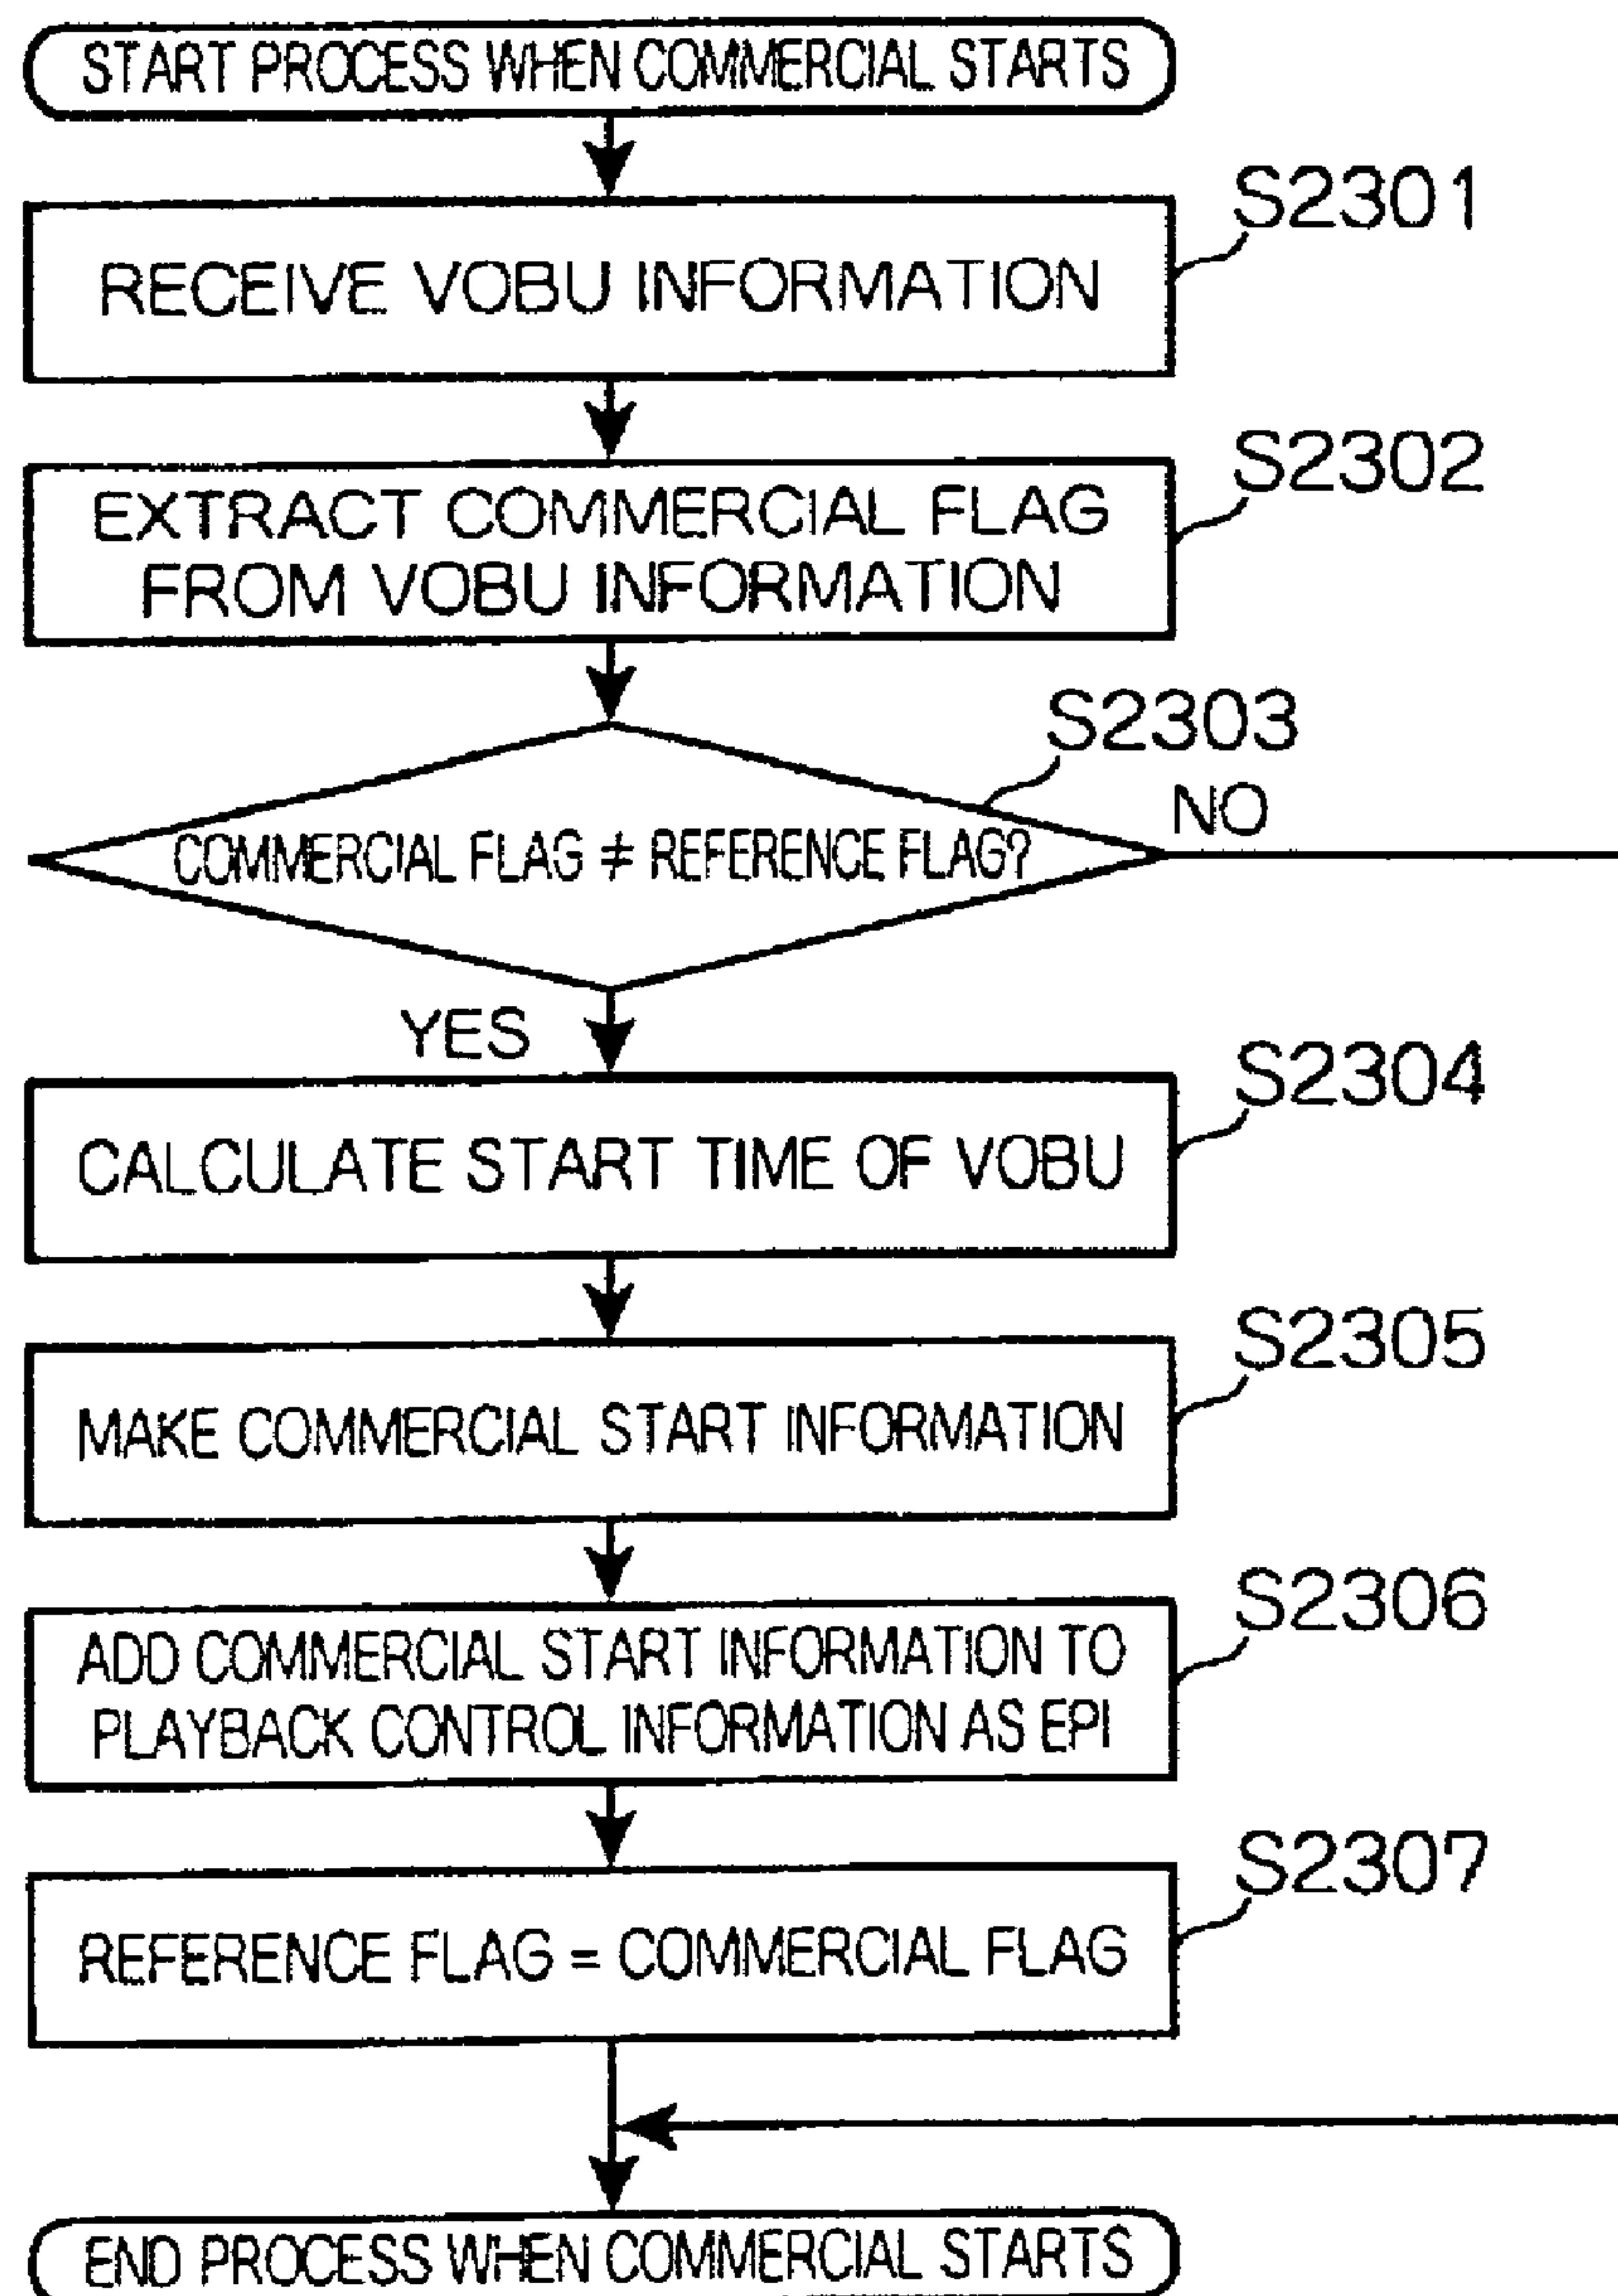 START PROCESS WHEN COMMERCIAL STARTS
S2301
RECEIVE VOBU INFORMATION
S2302
EXTRACT COMMERCIAL FLAG
FROM VOBU INFORMATION
S2303
NO
COMMERCIAL FLAG ≠ REFERENCE FLAG?
YES
S2304
CALCULATE START TIME OF VOBU
S2305
MAKE COMMERCIAL START INFORMATION
S2306
ADD COMMERCIAL START INFORMATION TO
PLAYBACK CONTROL INFORMATION AS EPI
S2307
REFERENCE FLAG = COMMERCIAL FLAG
END PROCESS WHEN COMMERCIAL STARTS